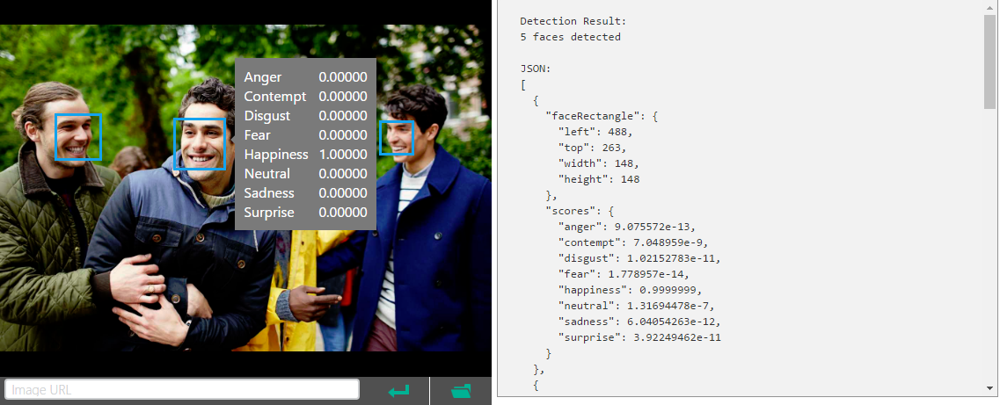 Anger 0.00000
Contempt 0.00000
Disgust 0.00000
Fear 0.00000
Happiness 1.00000
Neutral 0.00000
Sadness 0.00000
Surprise 0.00000
Image URL
Detection Result:
5 faces detected
JSON:
[
{
"faceRectangle": {
"left": 488,
"top": 263,
"width": 148,
"height": 148
},
"scores": {
"anger": 9.075572e-13,
"contempt": 7.048959e-9,
"disgust": 1.02152783e-11,
"fear": 1.778957e-14,
"happiness": 0.9999999,
"neutral": 1.31694478e-7,
"sadness": 6.04054263e-12,
"surprise": 3.92249462e-11
}
},
{